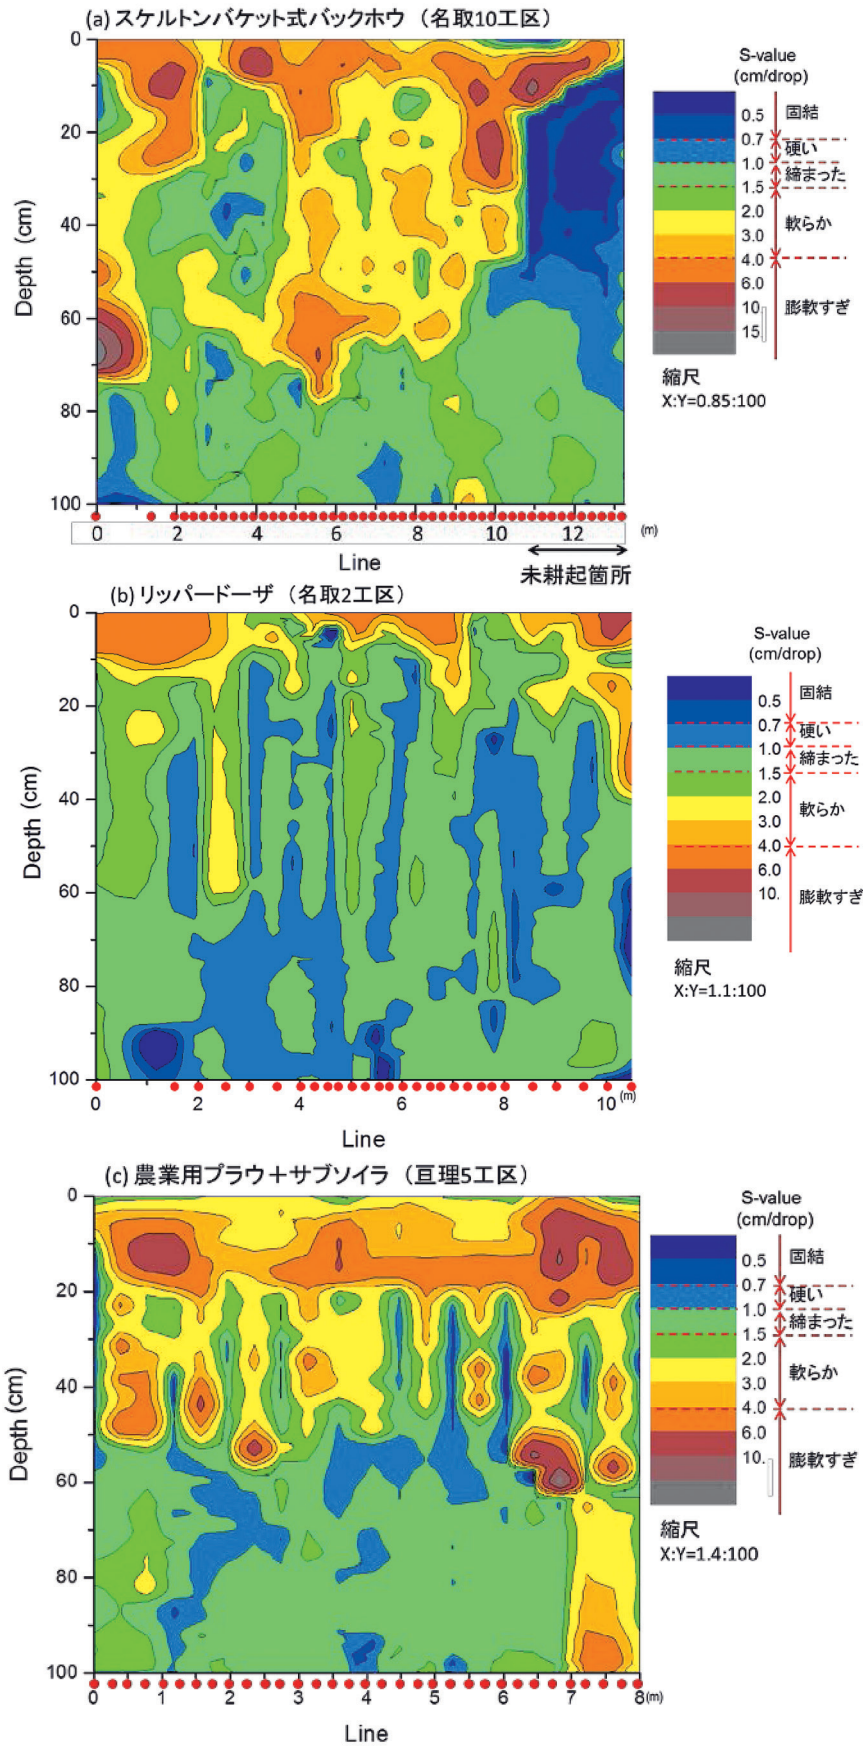 (a) スケルトンバケット式バックホウ （名取10工区）
0
20
40
60
80
100
Depth (cm)
0 2 4 6 8 10 12 (m)
Line
未耕起箇所
S-value
(cm/drop)
0.5
0.7
1.0
1.5
2.0
3.0
4.0
6.0
10
15
固結
硬い
締まった
軟らか
膨軟すぎ
縮尺
X:Y=0.85:100
(b) リッパードーザ （名取2工区）
0
20
40
60
80
100
Depth (cm)
0 2 4 6 8 10 (m)
Line
S-value
(cm/drop)
0.5
0.7
1.0
1.5
2.0
3.0
4.0
6.0
10.
固結
硬い
締まった
軟らか
膨軟すぎ
縮尺
X:Y=1.1:100
(c) 農業用プラウ＋サブソイラ （亘理5工区）
0
20
40
60
80
100
Depth (cm)
0 1 2 3 4 5 6 7 8 (m)
Line
S-value
(cm/drop)
0.5
0.7
1.0
1.5
2.0
3.0
4.0
6.0
10.
固結
硬い
締まった
軟らか
膨軟すぎ
縮尺
X:Y=1.4:100